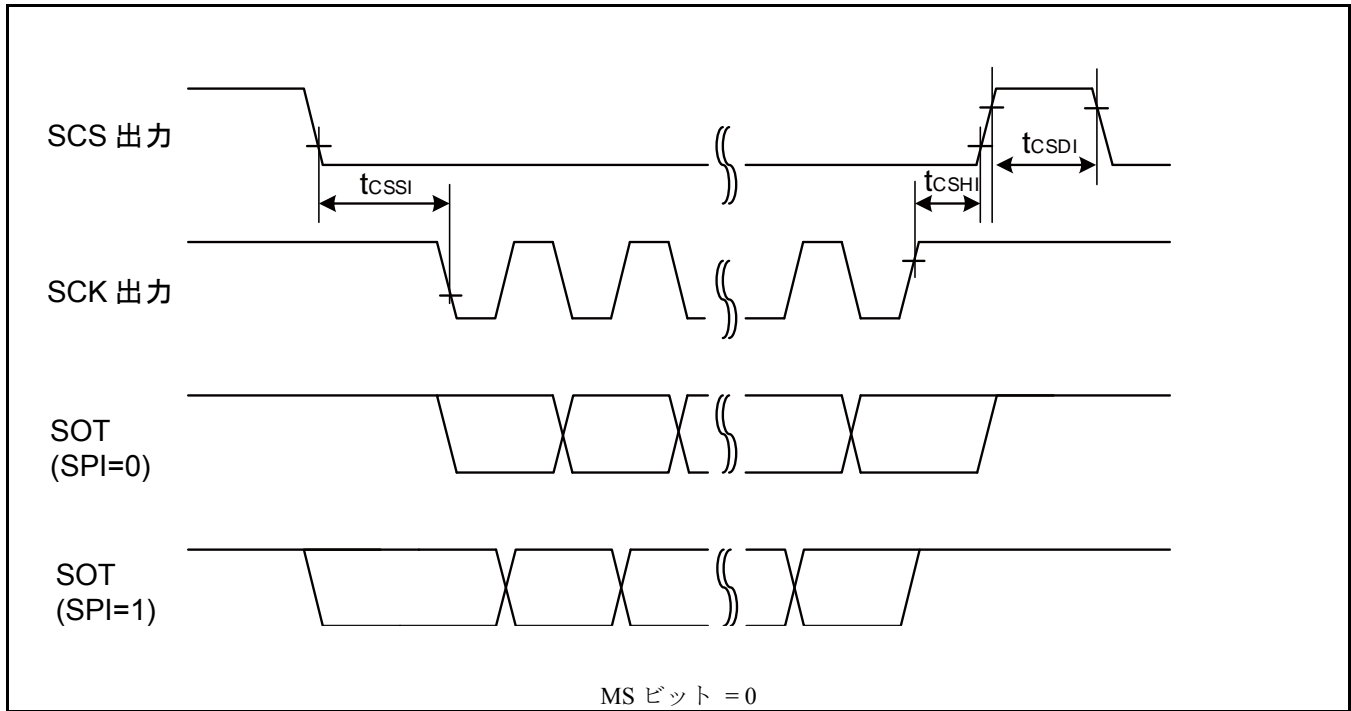 SCS 出力
tCSSI
tCSHI
tCSDI
SCK 出力
SOT
(SPI=0)
SOT
(SPI=1)
MS ビット = 0